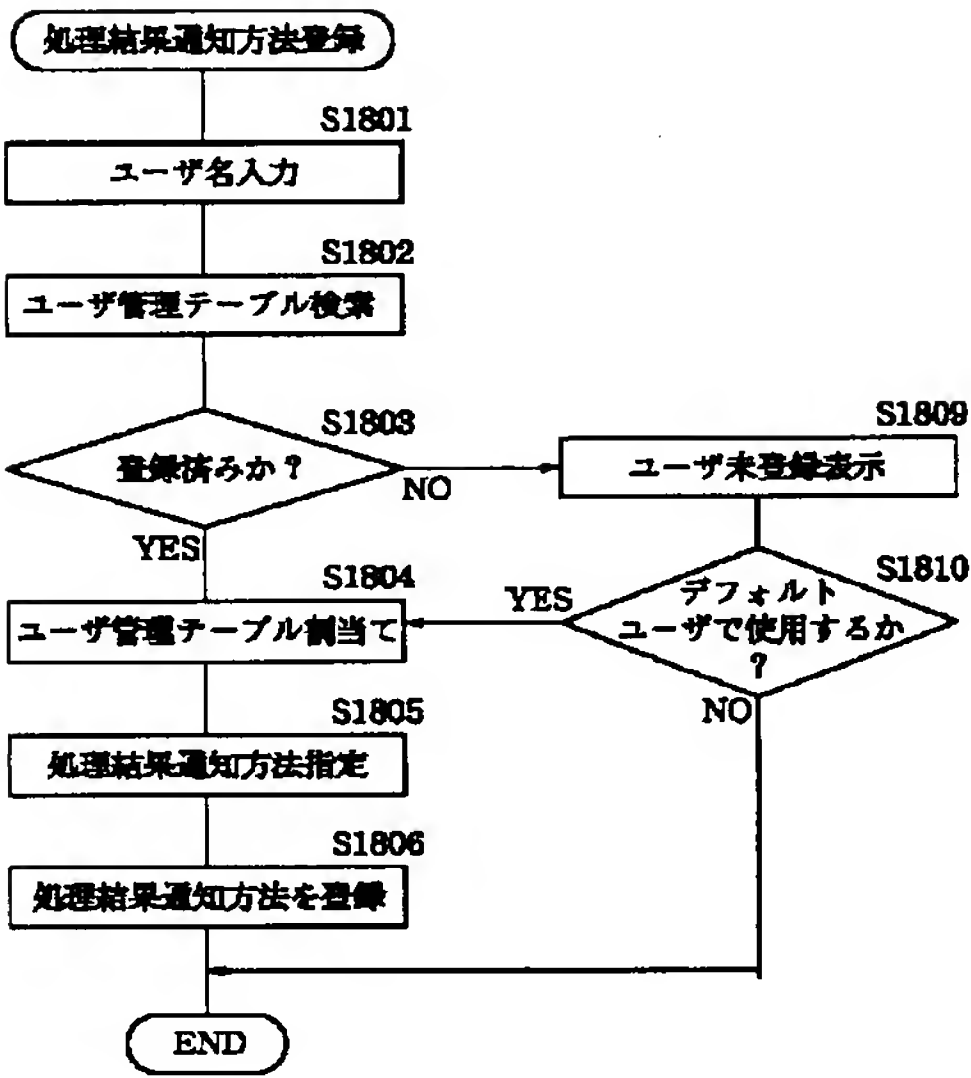 処理結果通知方法登録
S1801
ユーザ名入力
S1802
ユーザ管理テーブル検索
S1803
登録済みか？
NO
YES
S1809
ユーザ未登録表示
S1810
デフォルト
ユーザで使用するか
？
YES
NO
S1804
ユーザ管理テーブル割当て
S1805
処理結果通知方法指定
S1806
処理結果通知方法を登録
END